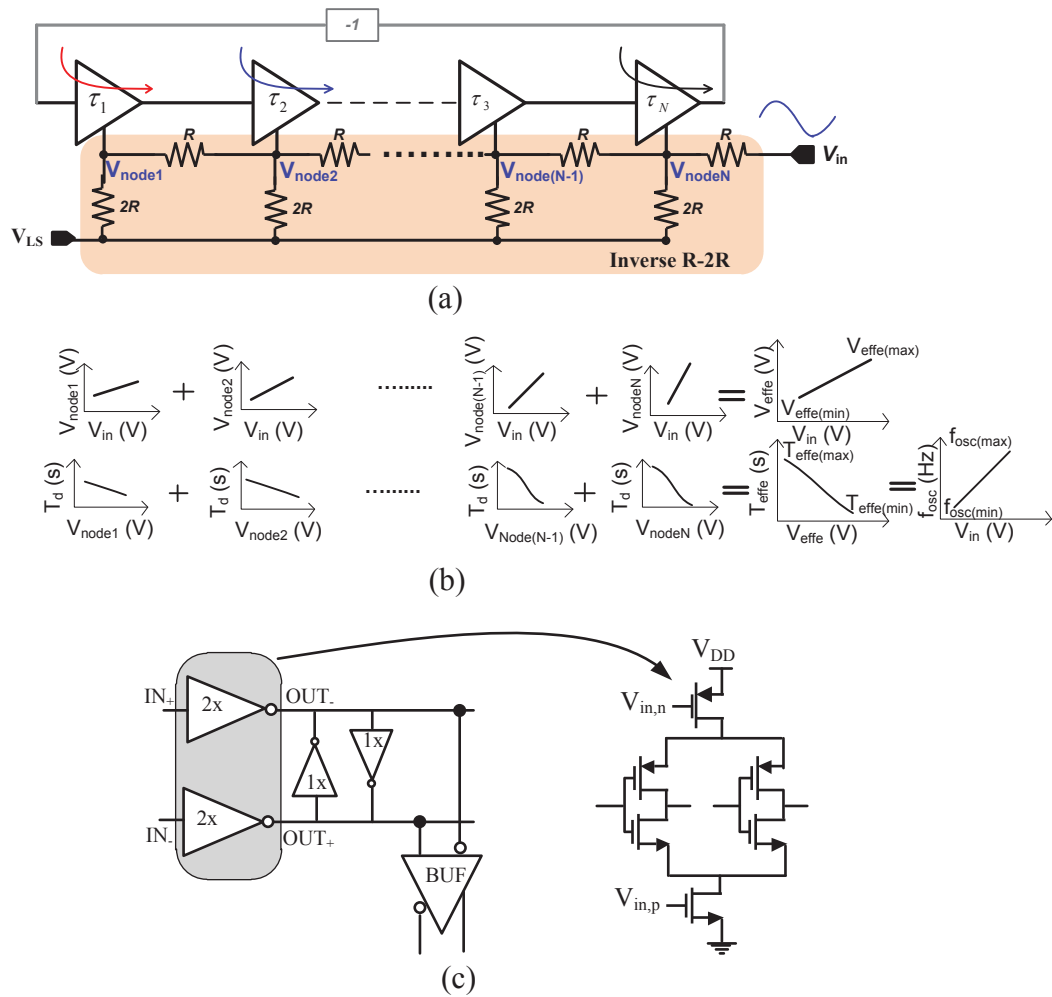 -1
τ1 τ2 τ3 τN
R R R R
Vnode1 Vnode2 Vnode(N-1) VnodeN Vin
2R 2R 2R 2R
VLS
Inverse R-2R
(a)
Vnode1 (V) Vin (V) + Vnode2 (V) Vin (V) ........ Vnode(N-1) (V) Vin (V) + VnodeN (V) Vin (V) = Veffe (V) Veffe(max) Veffe(min) Vin (V)
Td (s) Vnode1 (V) + Td (s) Vnode2 (V) ........ Td (s) VNode(N-1) (V) + Td (s) VnodeN (V) = Teffe (s) Teffe(max) Teffe(min) Veffe (V) = fosc (Hz) fosc(max) fosc(min) Vin (V)
(b)
IN+ 2x OUT-
1x 1x
IN- 2x OUT+
BUF
VDD
Vin,n
Vin,p
(c)